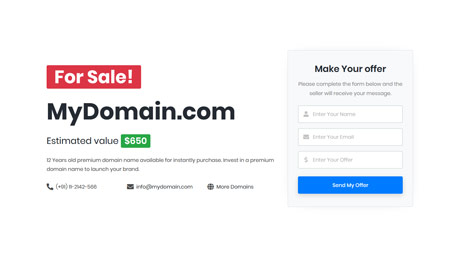 For Sale!
MyDomain.com
Estimated value $650
12 Years old premium domain name available for instantly purchase. Invest in a premium
domain name to launch your brand.
(+91) 8-2142-566 info@mydomain.com More Domains
Make Your offer
Please complete the form below and the
seller will receive your message.
Enter Your Name
Enter Your Email
$ Enter Your Offer
Send My Offer